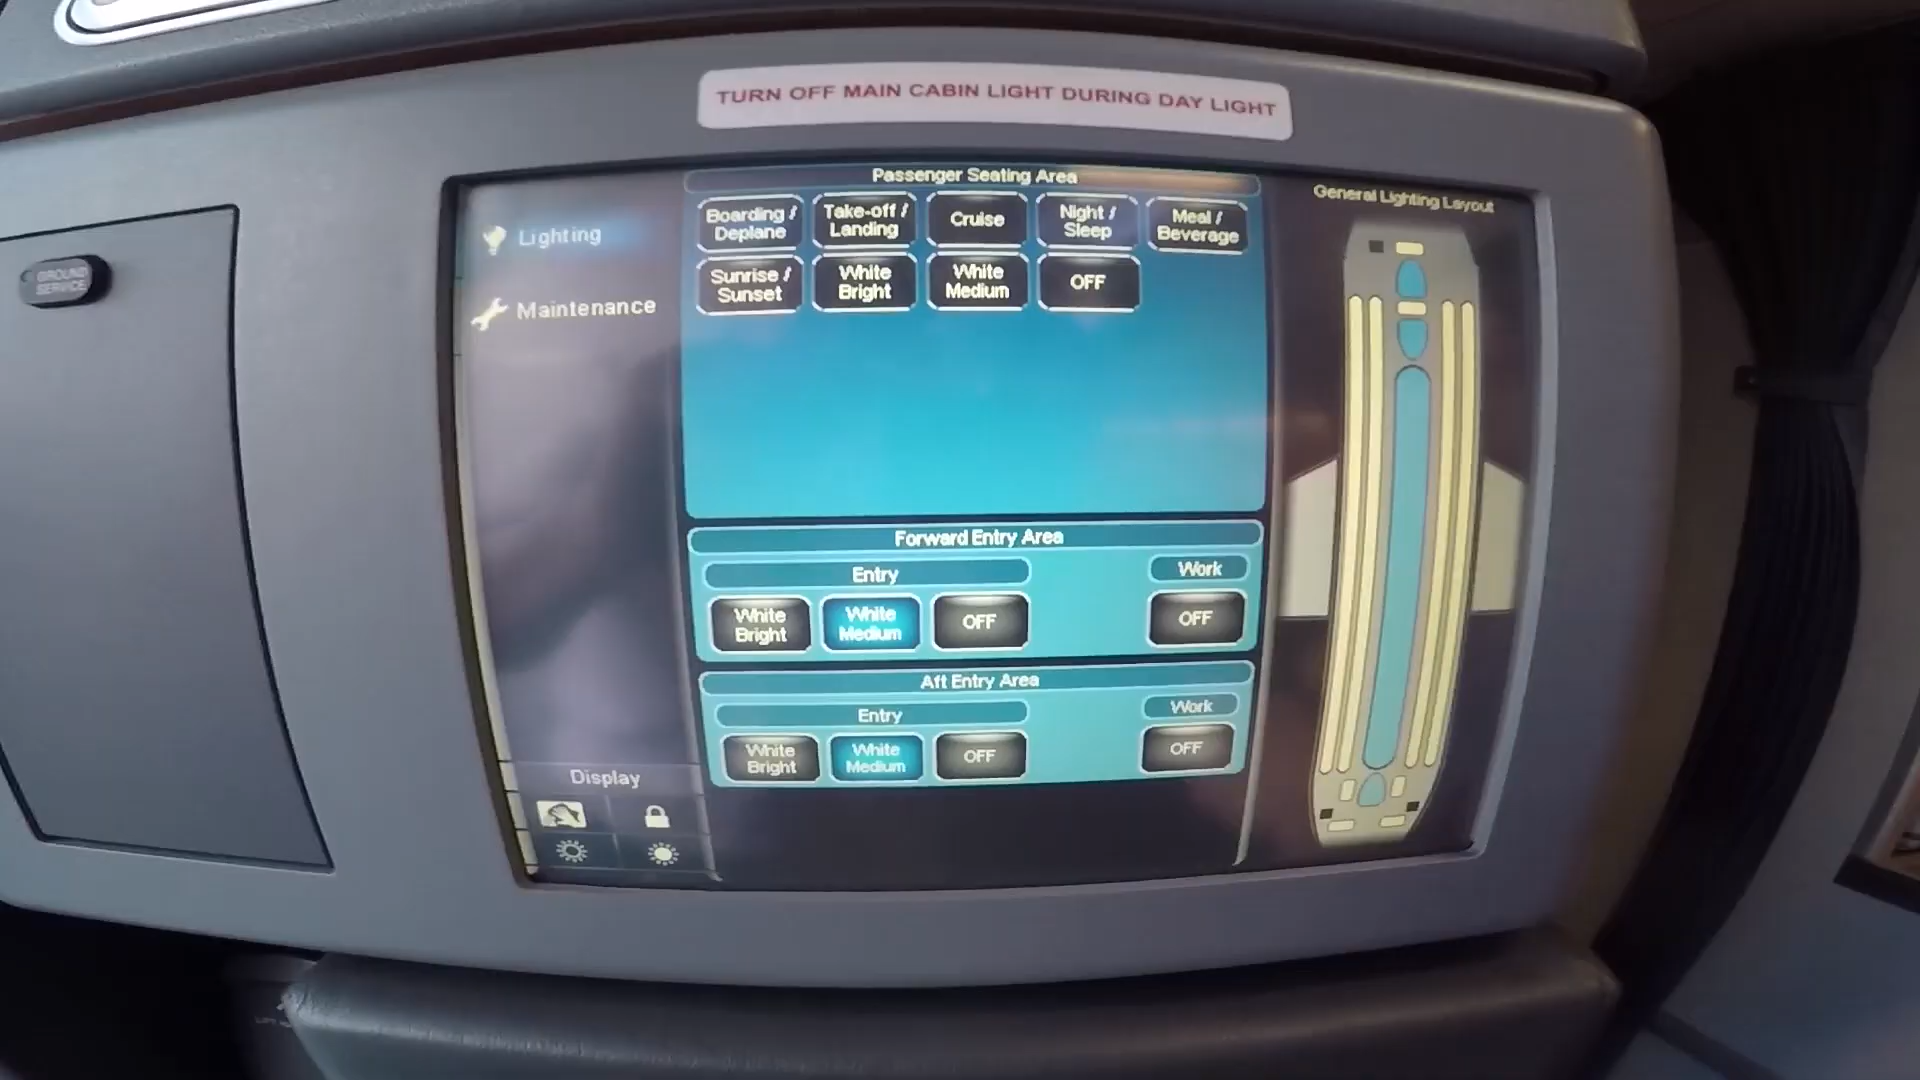 TURN OFF MAIN CABIN LIGHT DURING DAY LIGHT
GROUND
SERVICE
Lighting
Maintenance
Passenger Seating Area
Boarding /
Deplane
Take-off /
Landing
Cruise
Night /
Sleep
Meal /
Beverage
Sunrise /
Sunset
White
Bright
White
Medium
OFF
Forward Entry Area
Entry
Work
White
Bright
White
Medium
OFF
OFF
Aft Entry Area
Entry
Work
White
Bright
White
Medium
OFF
OFF
Display
General Lighting Layout